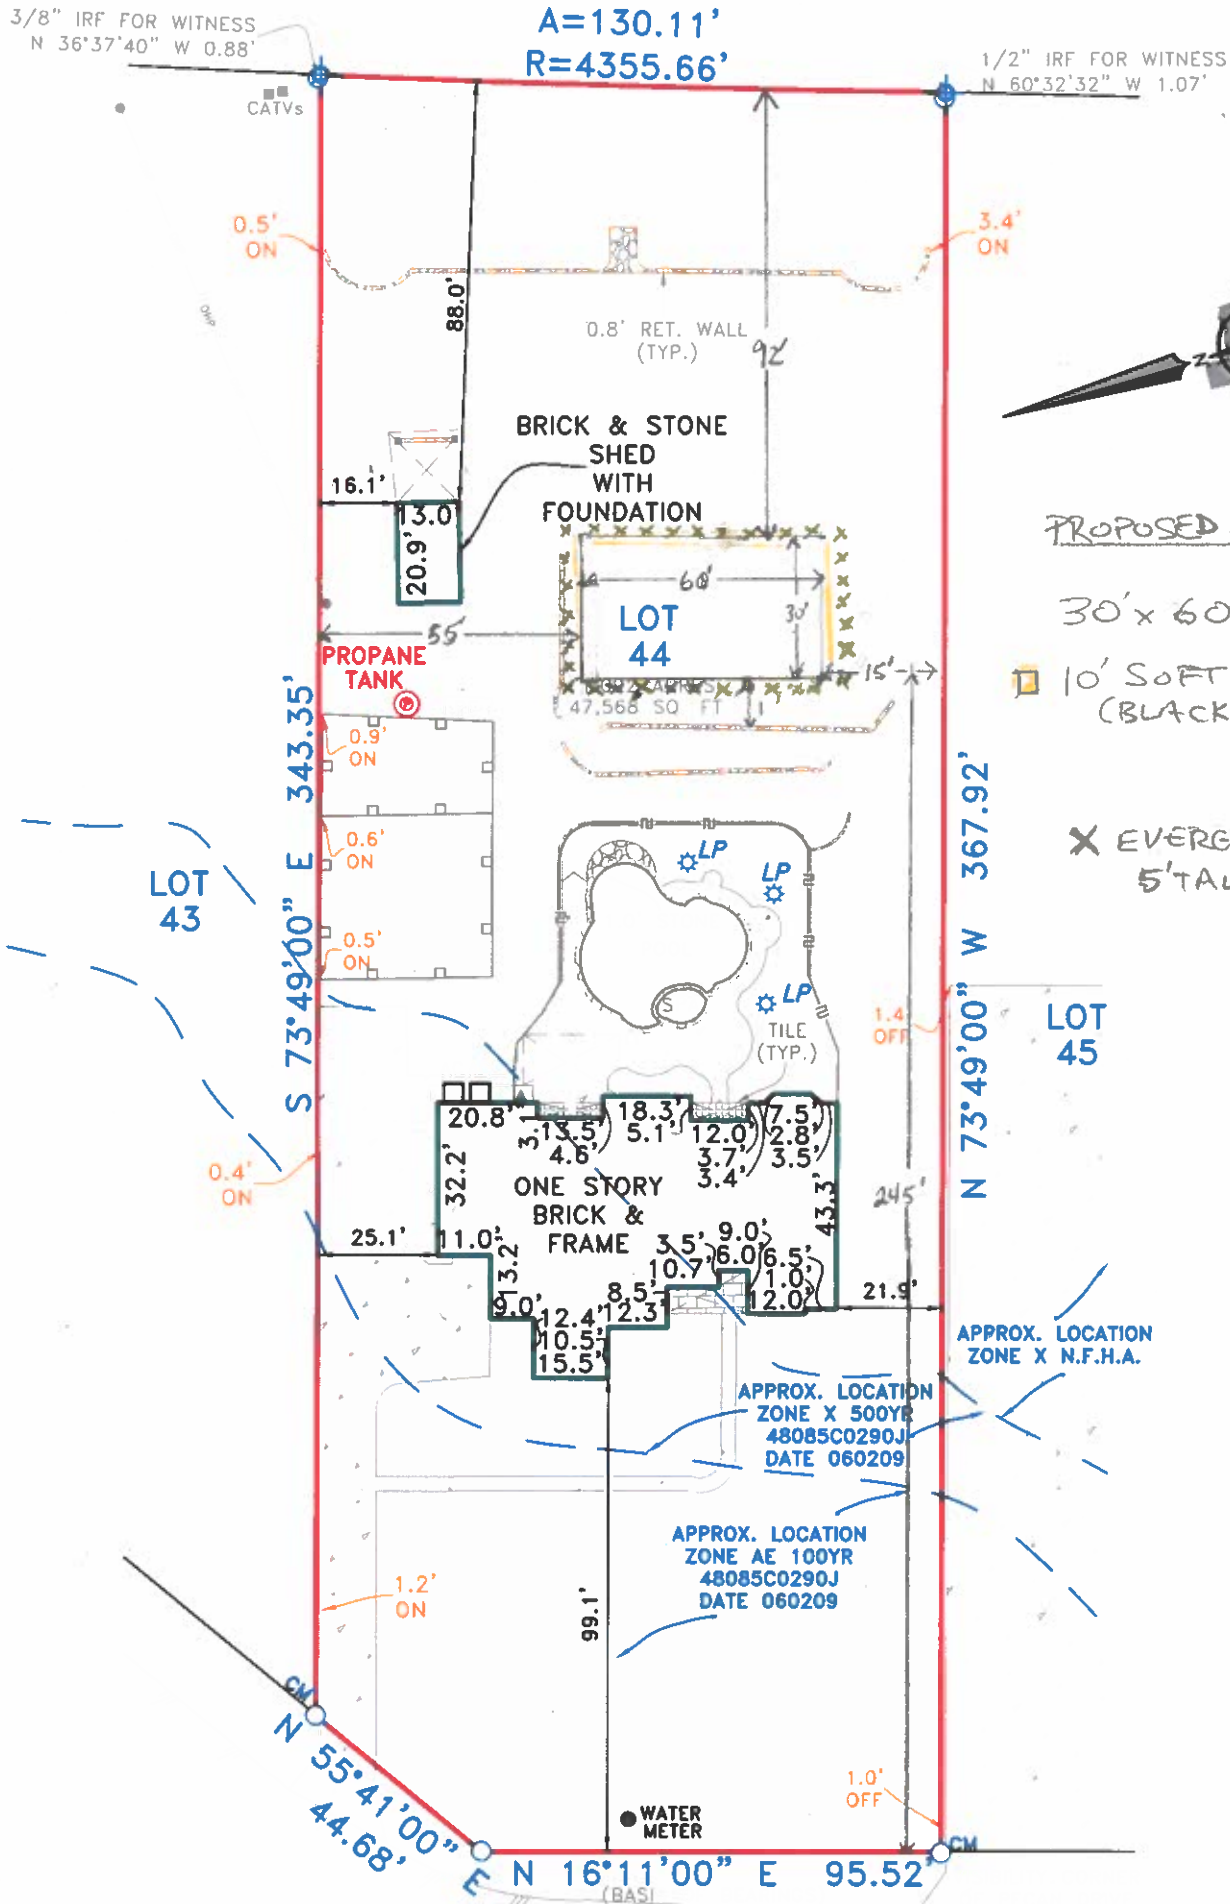 3/8" IRF FOR WITNESS
N 36°37'40" W 0.88'
A=130.11'
R=4355.66'
1/2" IRF FOR WITNESS
N 60°32'32" W 1.07'
CATVs
0.5'
ON
3.4'
ON
OHP
88.0'
0.8' RET. WALL
(TYP.)
92'
N
BRICK & STONE
SHED
WITH
FOUNDATION
16.1'
13.0'
20.9'
PROPOSED
60'
30'
30' x 60
LOT
44
55'
15'
PROPANE
TANK
10' SOFT
(BLACK
47,568 SQ FT
S 73°49'00" E 343.35'
0.9'
ON
N 73°49'00" W 367.92'
0.6'
ON
X EVERG
5' TAL
LP
LP
LOT
43
0.5'
ON
S
LP
TILE
(TYP.)
1.4'
OFF
LOT
45
20.8'
3.
13.5'
4.6'
18.3'
5.1'
12.0'
3.7'
3.4'
7.5'
2.8'
3.5'
32.2'
0.4'
ON
ONE STORY
BRICK &
FRAME
43.3'
245'
25.1'
11.0'
13.2'
3.5'
10.7'
9.0'
6.0'
6.5'
1.0'
12.0'
21.9'
9.0'
12.4'
10.5'
15.5'
8.5'
12.3'
APPROX. LOCATION
ZONE X N.F.H.A.
APPROX. LOCATION
ZONE X 500YR
48085C0290J
DATE 060209
APPROX. LOCATION
ZONE AE 100YR
48085C0290J
DATE 060209
1.2'
ON
99.1'
CM
N 55°41'00" E
44.68'
1.0'
OFF
WATER
METER
CM
N 16°11'00" E 95.52'
(BASI